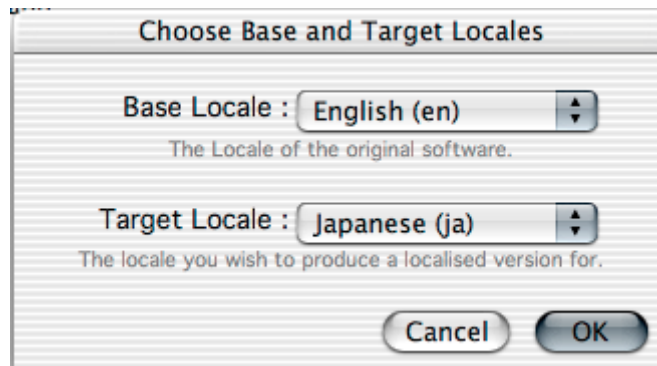 Choose Base and Target Locales
Base Locale : English (en)
The Locale of the original software.
Target Locale : Japanese (ja)
The locale you wish to produce a localised version for.
Cancel OK